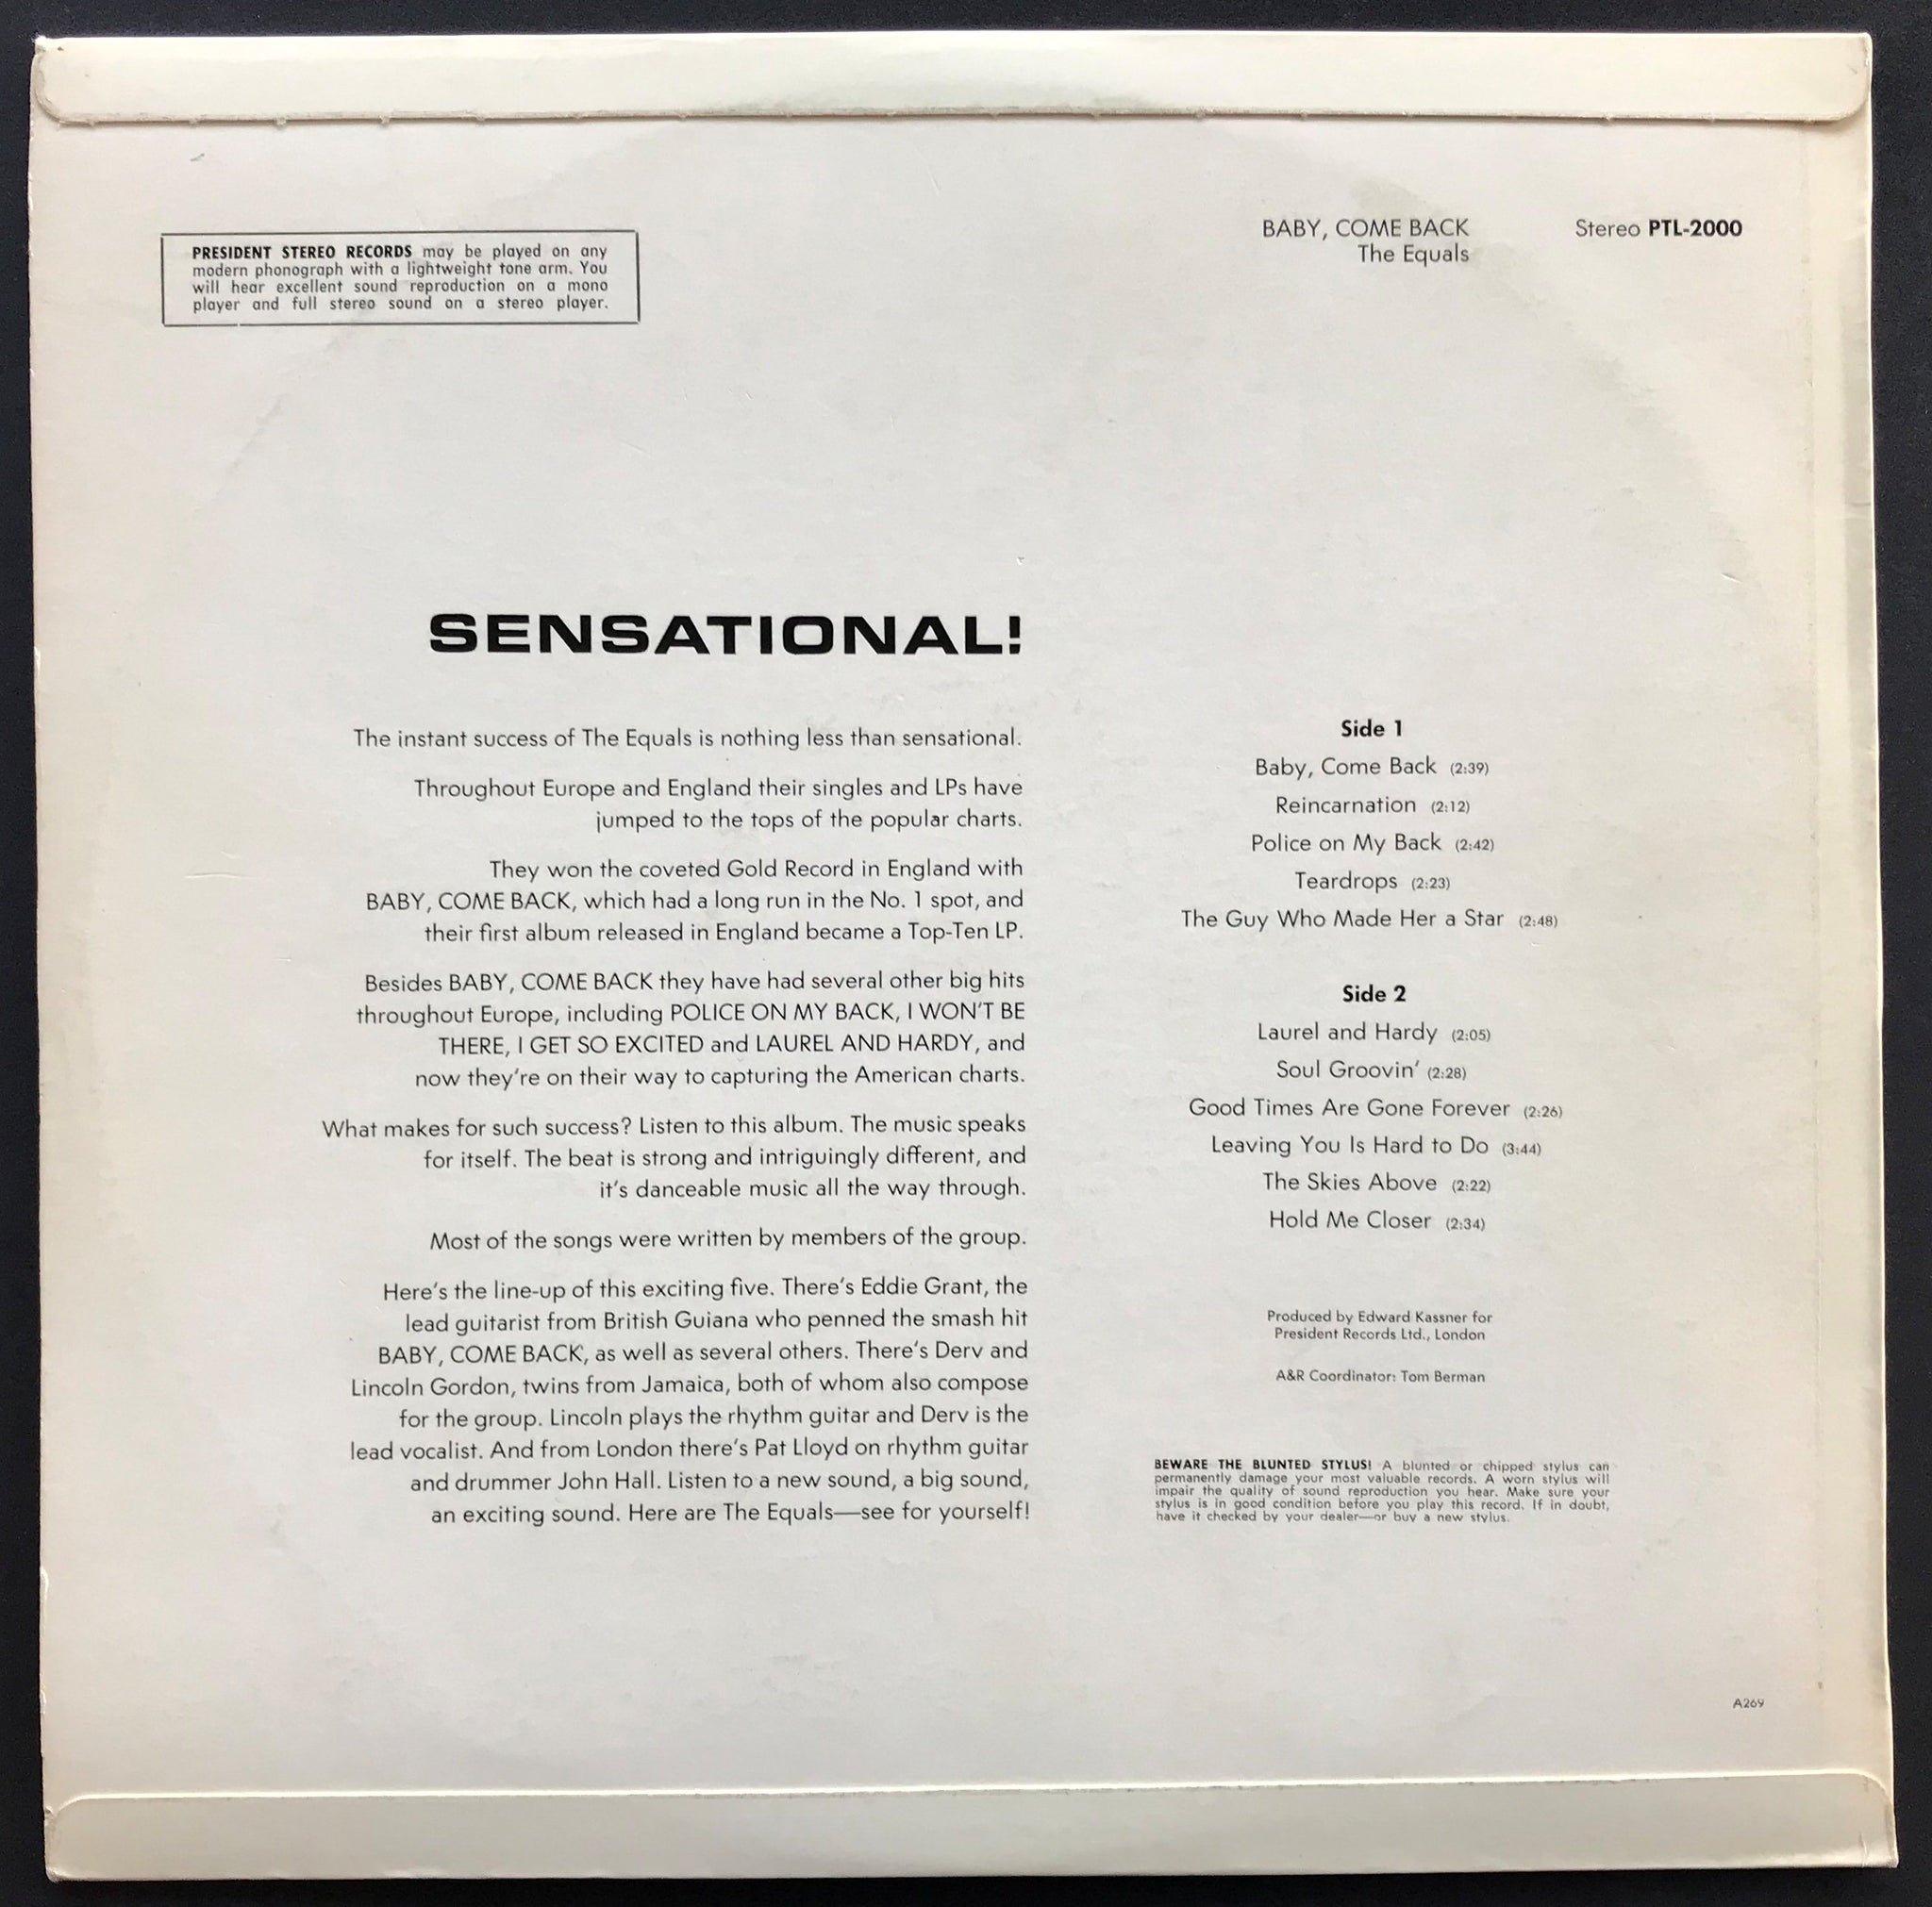 PRESIDENT STEREO RECORDS may be played on any
modern phonograph with a lightweight tone arm. You
will hear excellent sound reproduction on a mono
player and full stereo sound on a stereo player.
BABY, COME BACK
The Equals
Stereo PTL-2000
SENSATIONAL!
The instant success of The Equals is nothing less than sensational.
Throughout Europe and England their singles and LPs have
jumped to the tops of the popular charts.
They won the coveted Gold Record in England with
BABY, COME BACK, which had a long run in the No. 1 spot, and
their first album released in England became a Top-Ten LP.
Besides BABY, COME BACK they have had several other big hits
throughout Europe, including POLICE ON MY BACK, I WON'T BE
THERE, I GET SO EXCITED and LAUREL AND HARDY, and
now they're on their way to capturing the American charts.
What makes for such success? Listen to this album. The music speaks
for itself. The beat is strong and intriguingly different, and
it's danceable music all the way through.
Most of the songs were written by members of the group.
Here's the line-up of this exciting five. There's Eddie Grant, the
lead guitarist from British Guiana who penned the smash hit
BABY, COME BACK, as well as several others. There's Derv and
Lincoln Gordon, twins from Jamaica, both of whom also compose
for the group. Lincoln plays the rhythm guitar and Derv is the
lead vocalist. And from London there's Pat Lloyd on rhythm guitar
and drummer John Hall. Listen to a new sound, a big sound,
an exciting sound. Here are The Equals—see for yourself!
Side 1
Baby, Come Back (2:39)
Reincarnation (2:12)
Police on My Back (2:42)
Teardrops (2:23)
The Guy Who Made Her a Star (2:48)
Side 2
Laurel and Hardy (2:05)
Soul Groovin' (2:28)
Good Times Are Gone Forever (2:26)
Leaving You Is Hard to Do (3:44)
The Skies Above (2:22)
Hold Me Closer (2:34)
Produced by Edward Kassner for
President Records Ltd., London
A&R Coordinator: Tom Berman
BEWARE THE BLUNTED STYLUS! A blunted or chipped stylus can
permanently damage your most valuable records. A worn stylus will
impair the quality of sound reproduction you hear. Make sure your
stylus is in good condition before you play this record. If in doubt,
have it checked by your dealer—or buy a new stylus.
A269